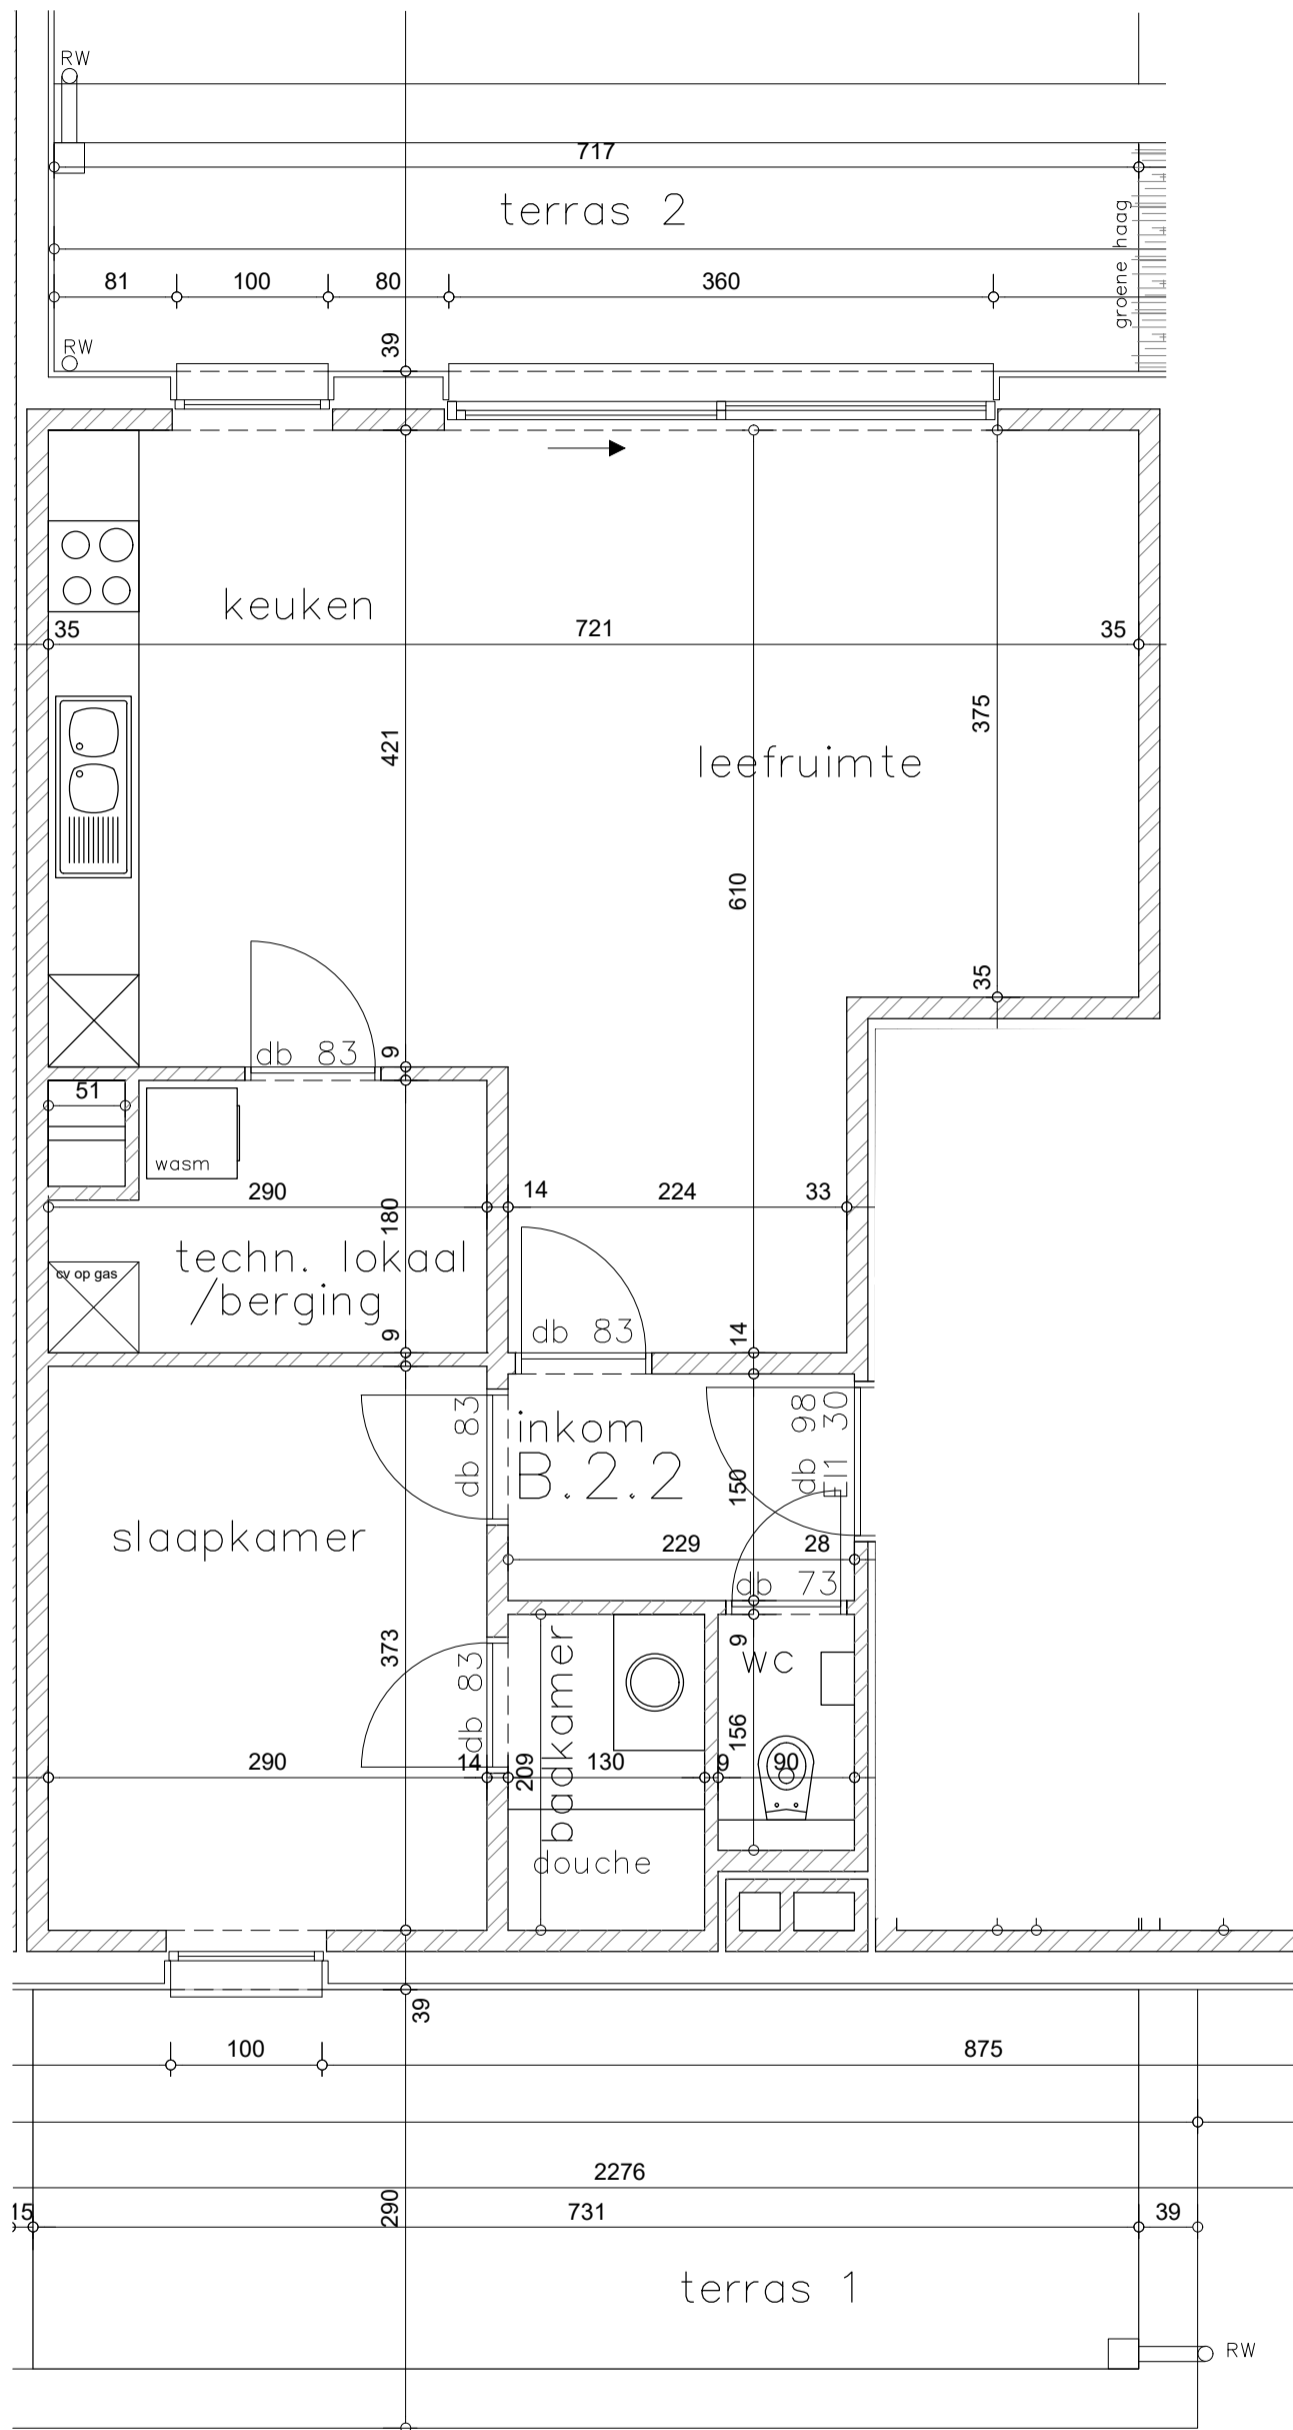 RW
717
terras 2
groene haag
81 100 80 360
RW
39
keuken
35 721 35
421
375
leefruimte
610
35
db 83
9
51
wasm
290
14 224 33
180
techn. lokaal
/berging
cv op gas
9
db 83
14
db 83
inkom
B.2.2
150
db 98
EI1 30
slaapkamer
229 28
db 73
373
db 83
badkamer
9
wc
156
290 14 130 9 90
209
douche
39
100 875
2276
290
15 731 39
terras 1
RW